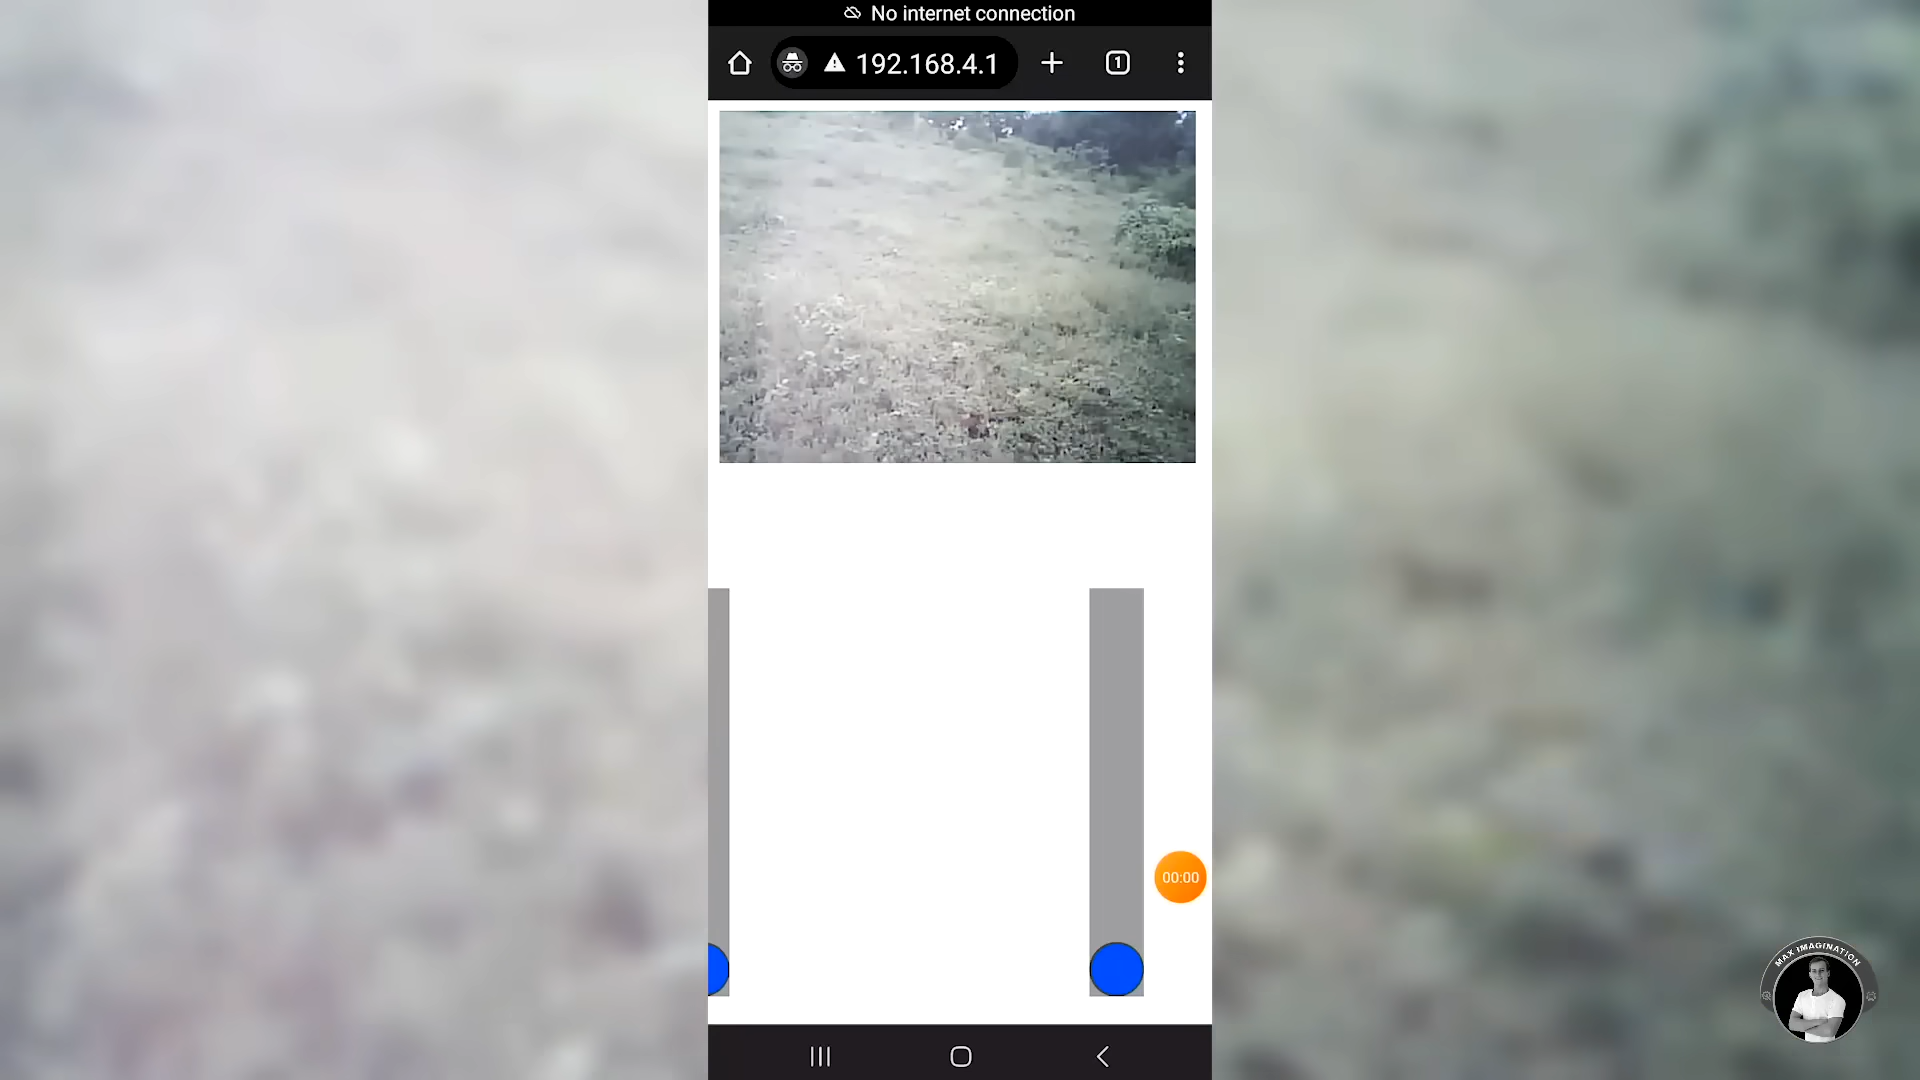 No internet connection
192.168.4.1
1
00:00
MAX IMAGINATION